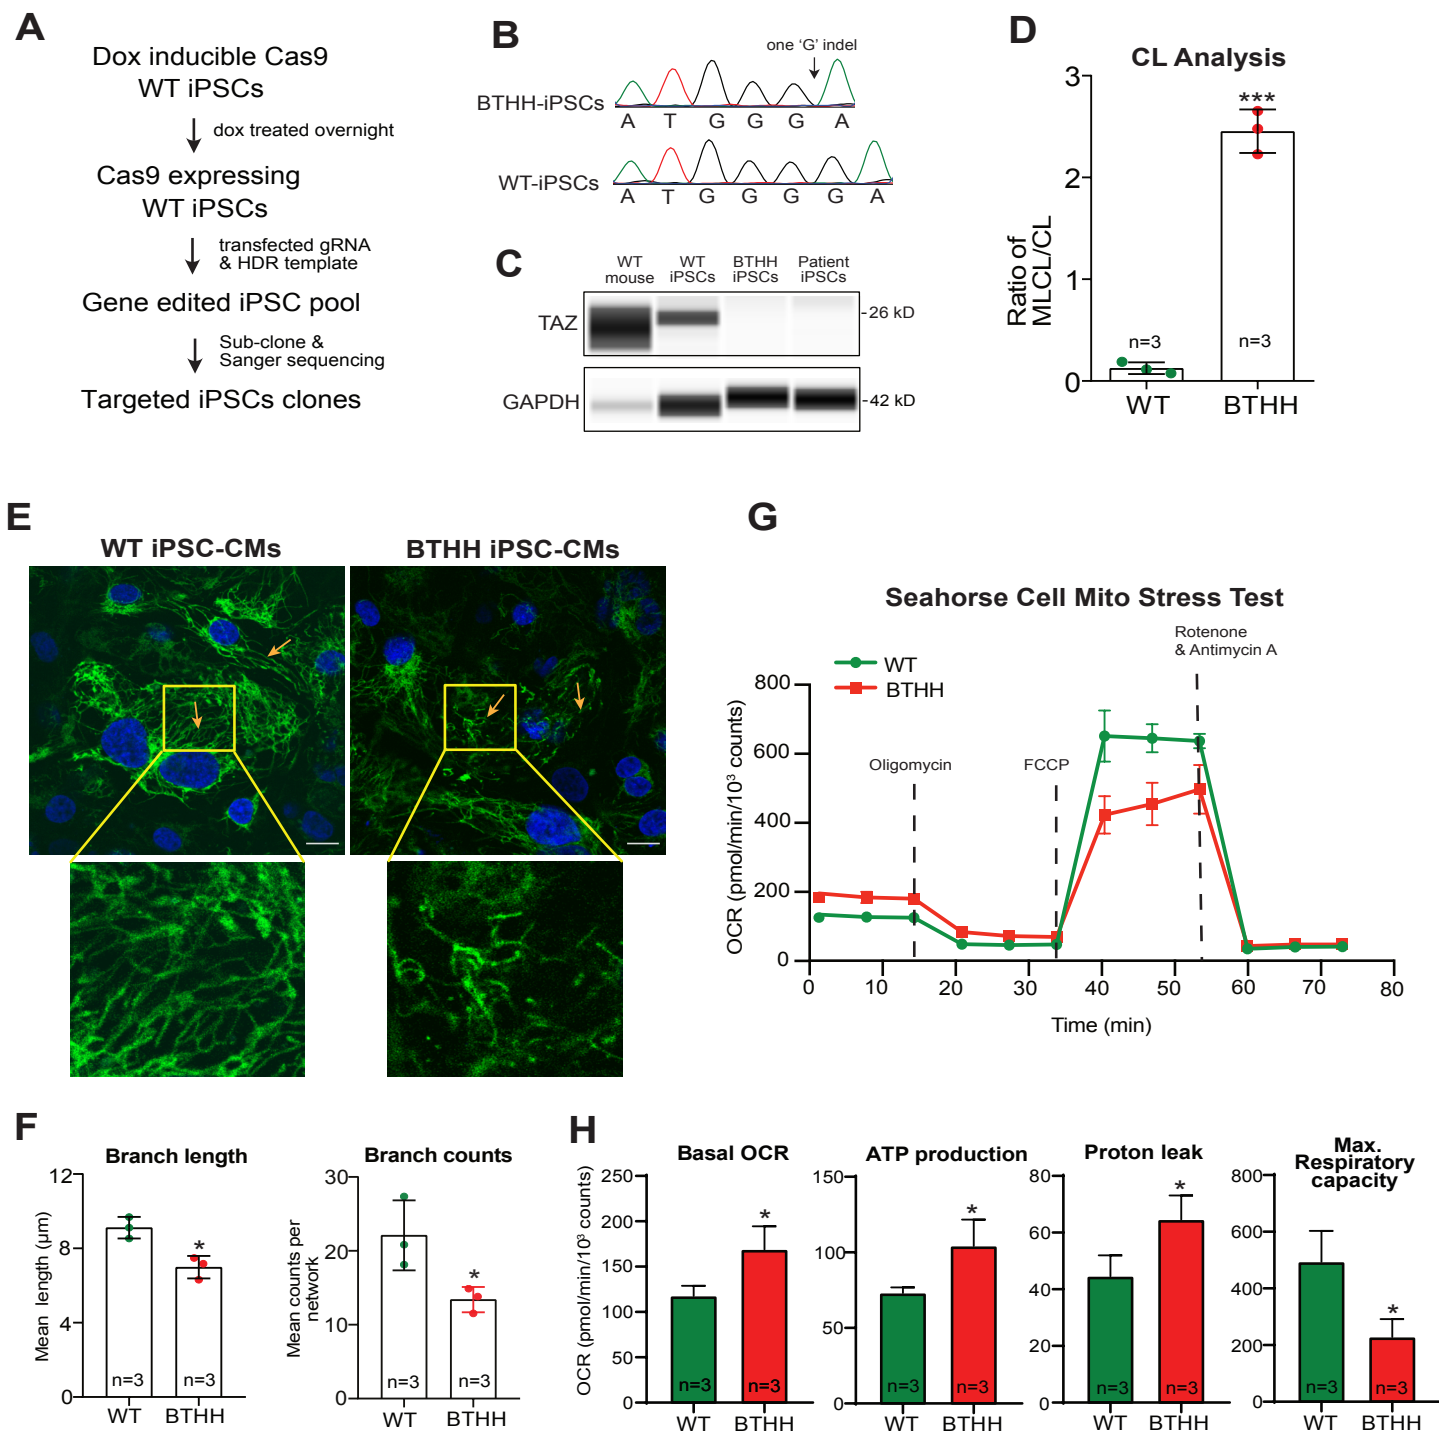 A
Dox inducible Cas9
WT iPSCs
dox treated overnight
Cas9 expressing
WT iPSCs
transfected gRNA
& HDR template
Gene edited iPSC pool
Sub-clone &
Sanger sequencing
Targeted iPSCs clones
B
one ‘G’ indel
BTHH-iPSCs
A T G G G A
WT-iPSCs
A T G G G G A
C
WT mouse
WT iPSCs
BTHH iPSCs
Patient iPSCs
TAZ
-26 kD
GAPDH
-42 kD
D
CL Analysis
Ratio of
MLCL/CL
3
2
1
0
***
n=3
n=3
WT
BTHH
E
WT iPSC-CMs
BTHH iPSC-CMs
F
Branch length
Mean length (μm)
12
8
4
0
*
n=3
n=3
WT
BTHH
Branch counts
Mean counts per
network
30
20
10
0
*
n=3
n=3
WT
BTHH
G
Seahorse Cell Mito Stress Test
WT
BTHH
Oligomycin
FCCP
Rotenone
& Antimycin A
OCR (pmol/min/10³ counts)
800
600
400
200
0
0 10 20 30 40 50 60 70 80
Time (min)
H
Basal OCR
OCR (pmol/min/10³ counts)
250
200
150
100
50
0
*
n=3
n=3
WT
BTHH
ATP production
150
100
50
0
*
n=3
n=3
WT
BTHH
Proton leak
80
60
40
20
0
*
n=3
n=3
WT
BTHH
Max.
Respiratory
capacity
800
600
400
200
0
*
n=3
n=3
WT
BTHH